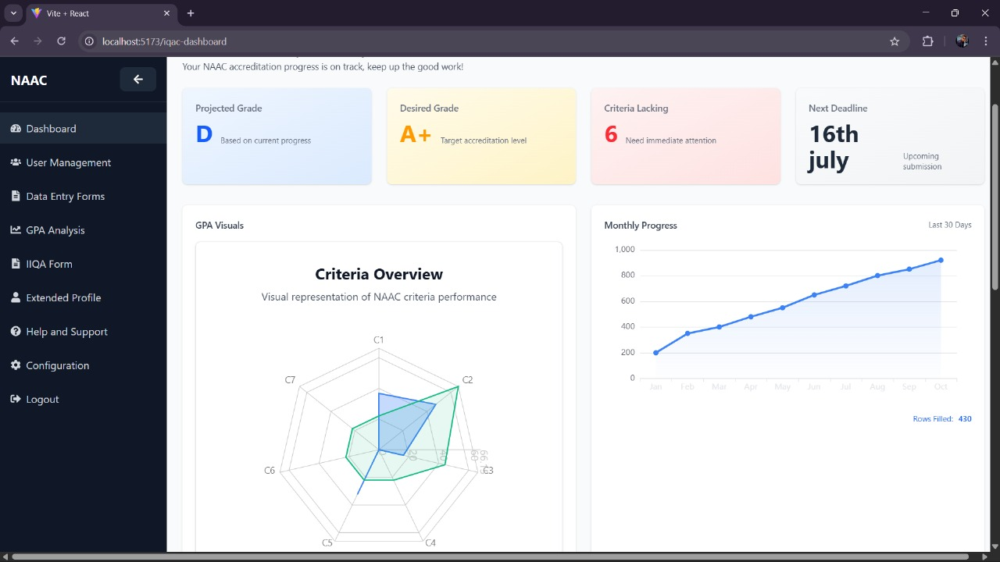 Vite + React
localhost:5173/iqac-dashboard
NAAC
Dashboard
User Management
Data Entry Forms
GPA Analysis
IIQA Form
Extended Profile
Help and Support
Configuration
Logout
Your NAAC accreditation progress is on track, keep up the good work!
Projected Grade
D Based on current progress
Desired Grade
A+ Target accreditation level
Criteria Lacking
6 Need immediate attention
Next Deadline
16th
july
Upcoming
submission
GPA Visuals
Criteria Overview
Visual representation of NAAC criteria performance
C1
C2
C3
C4
C5
C6
C7
0 20 40 60
Monthly Progress
Last 30 Days
1,000
800
600
400
200
0
Jan Feb Mar Apr May Jun Jul Aug Sep Oct
Rows Filled: 430